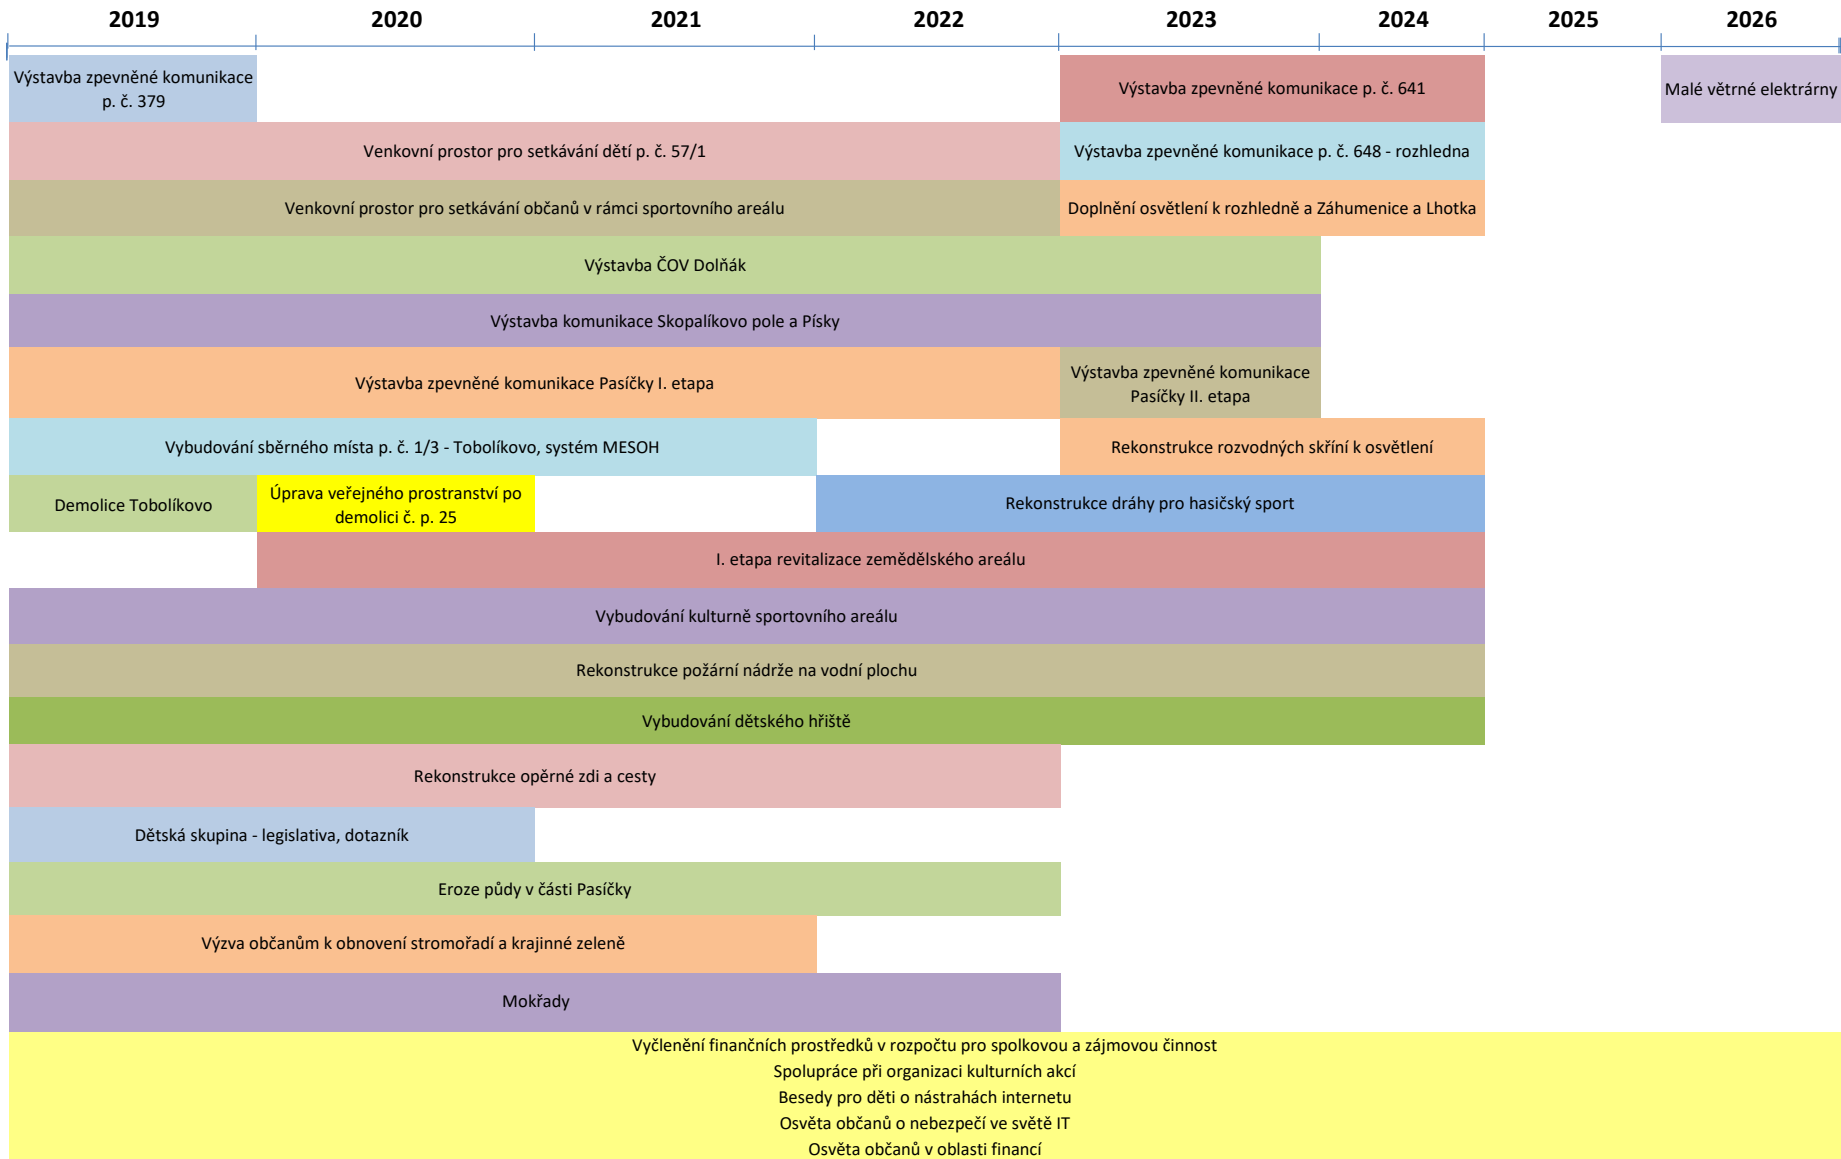 2019 2020 2021 2022 2023 2024 2025 2026
Výstavba zpevněné komunikace
p. č. 379
Výstavba zpevněné komunikace p. č. 641
Malé větrné elektrárny
Venkovní prostor pro setkávání dětí p. č. 57/1
Výstavba zpevněné komunikace p. č. 648 - rozhledna
Venkovní prostor pro setkávání občanů v rámci sportovního areálu
Doplnění osvětlení k rozhledně a Záhumenice a Lhotka
Výstavba ČOV Dolňák
Výstavba komunikace Skopalíkovo pole a Písky
Výstavba zpevněné komunikace Pasíčky I. etapa
Výstavba zpevněné komunikace
Pasíčky II. etapa
Vybudování sběrného místa p. č. 1/3 - Tobolíkovo, systém MESOH
Rekonstrukce rozvodných skříní k osvětlení
Demolice Tobolíkovo
Úprava veřejného prostranství po
demolici č. p. 25
Rekonstrukce dráhy pro hasičský sport
I. etapa revitalizace zemědělského areálu
Vybudování kulturně sportovního areálu
Rekonstrukce požární nádrže na vodní plochu
Vybudování dětského hřiště
Rekonstrukce opěrné zdi a cesty
Dětská skupina - legislativa, dotazník
Eroze půdy v části Pasíčky
Výzva občanům k obnovení stromořadí a krajinné zeleně
Mokřady
Vyčlenění finančních prostředků v rozpočtu pro spolkovou a zájmovou činnost
Spolupráce při organizaci kulturních akcí
Besedy pro děti o nástrahách internetu
Osvěta občanů o nebezpečí ve světě IT
Osvěta občanů v oblasti financí